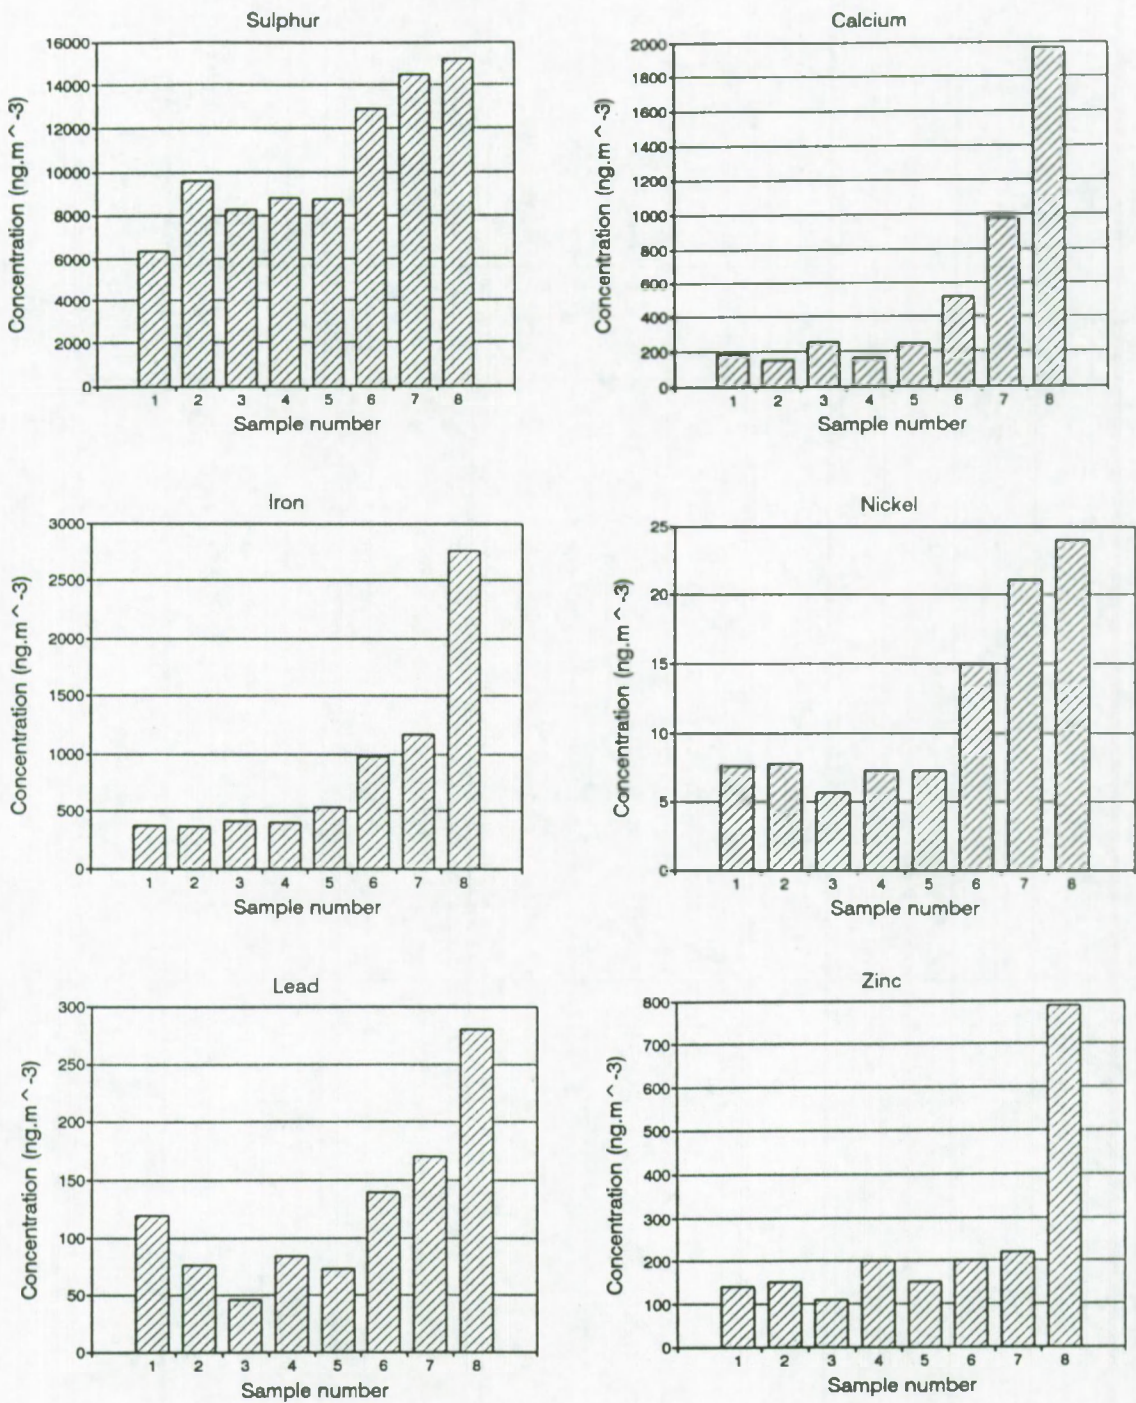 Sulphur
Concentration (ng.m ^ -3)
16000
14000
12000
10000
8000
6000
4000
2000
0
1 2 3 4 5 6 7 8
Sample number
Calcium
Concentration (ng.m ^ -3)
2000
1800
1600
1400
1200
1000
800
600
400
200
0
1 2 3 4 5 6 7 8
Sample number
Iron
Concentration (ng.m ^ -3)
3000
2500
2000
1500
1000
500
0
1 2 3 4 5 6 7 8
Sample number
Nickel
Concentration (ng.m ^ -3)
25
20
15
10
5
0
1 2 3 4 5 6 7 8
Sample number
Lead
Concentration (ng.m ^ -3)
300
250
200
150
100
50
0
1 2 3 4 5 6 7 8
Sample number
Zinc
Concentration (ng.m ^ -3)
800
700
600
500
400
300
200
100
0
1 2 3 4 5 6 7 8
Sample number